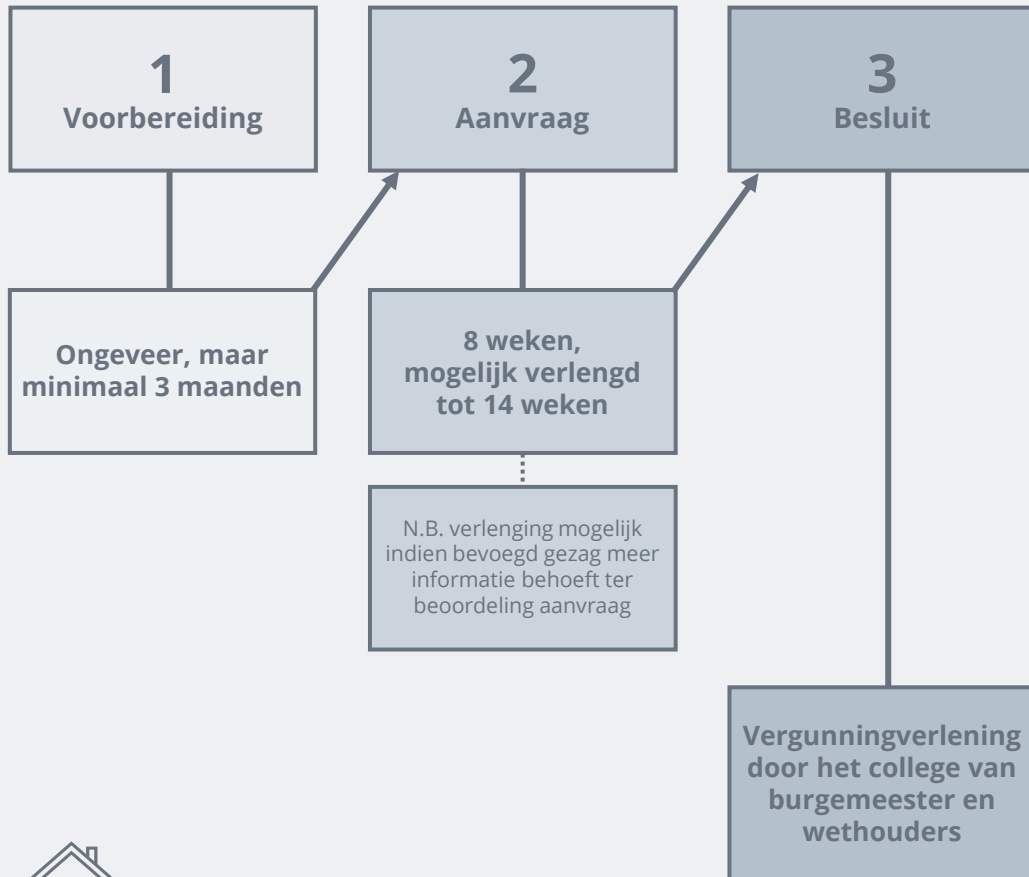 1
Voorbereiding
Ongeveer, maar
minimaal 3 maanden
2
Aanvraag
8 weken,
mogelijk verlengd
tot 14 weken
N.B. verlenging mogelijk
indien bevoegd gezag meer
informatie behoeft ter
beoordeling aanvraag
3
Besluit
Vergunningverlening
door het college van
burgemeester en
wethouders